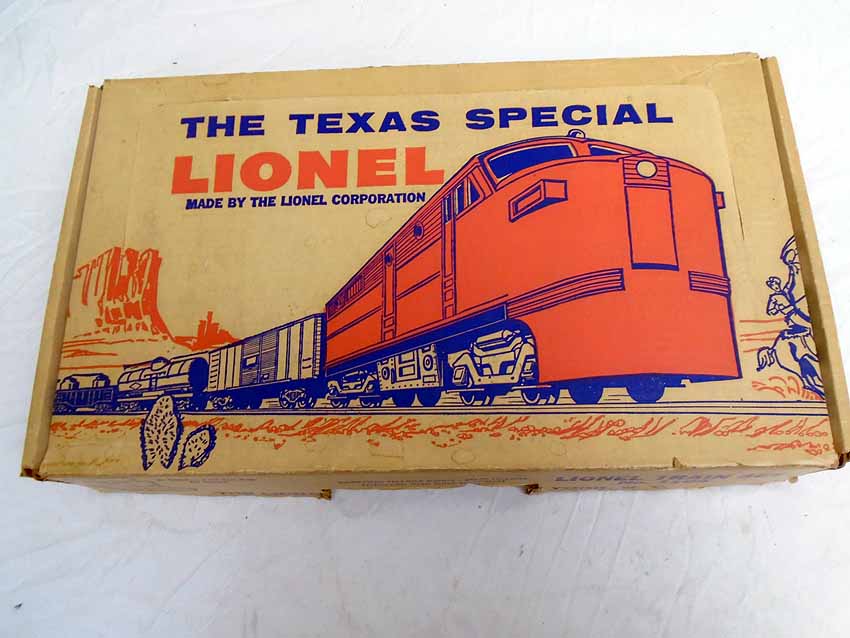 THE TEXAS SPECIAL
LIONEL
MADE BY THE LIONEL CORPORATION
LIONEL TRAIN